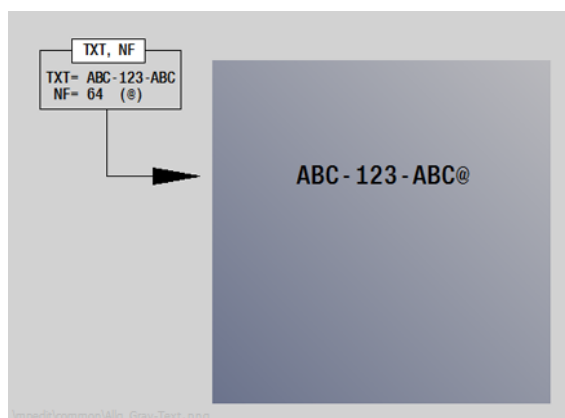 TXT, NF
TXT= ABC-123-ABC
NF= 64 (@)
ABC-123-ABC@